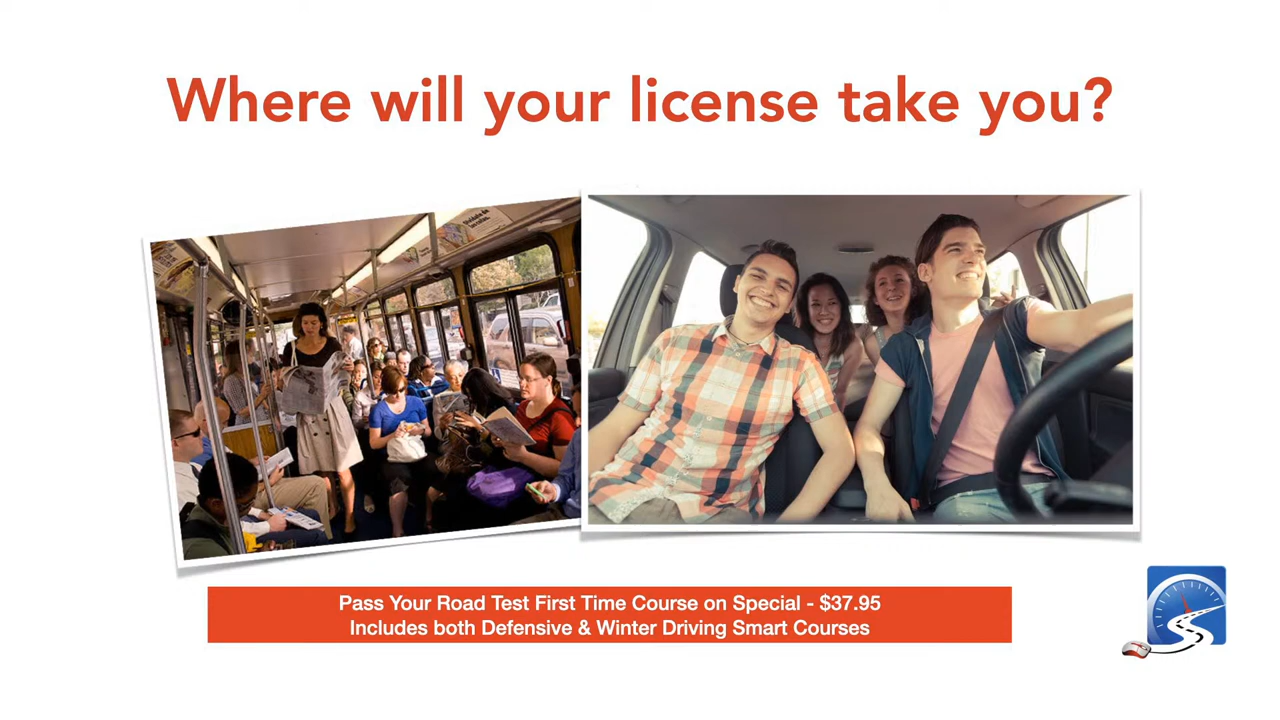 Where will your license take you?
Pass Your Road Test First Time Course on Special - $37.95
Includes both Defensive & Winter Driving Smart Courses